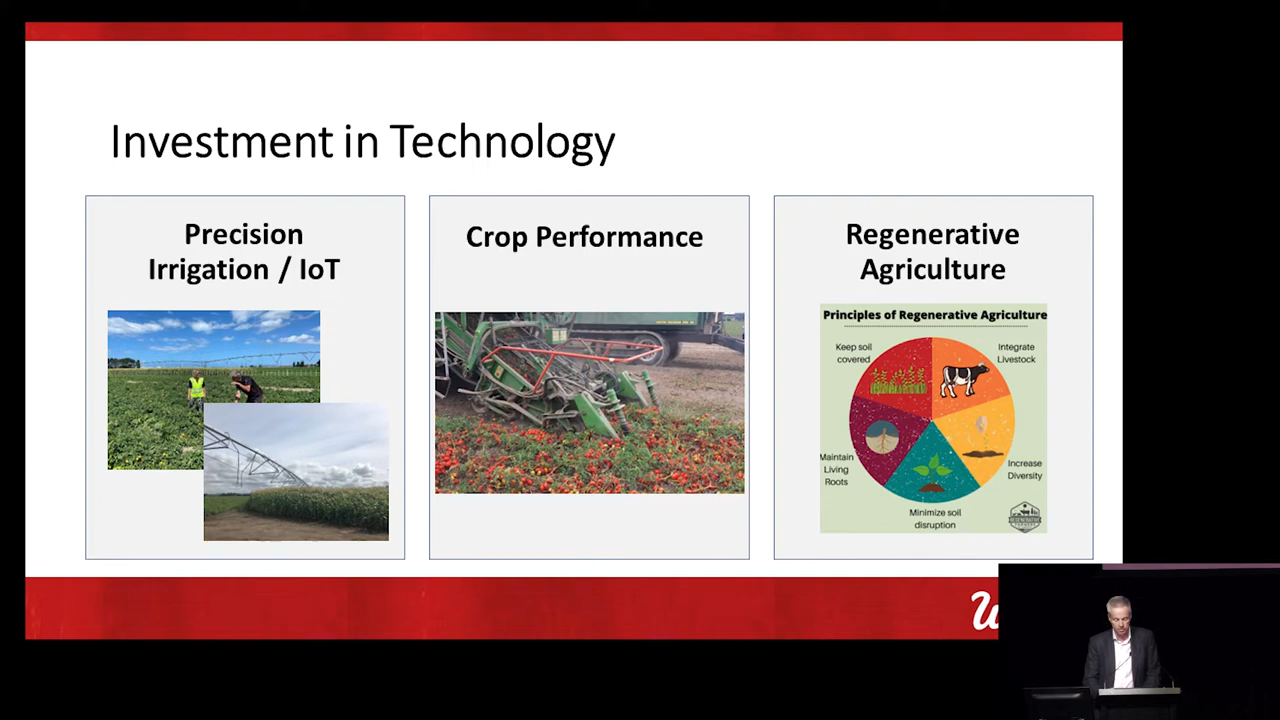 Investment in Technology
Precision
Irrigation / IoT
Crop Performance
Regenerative
Agriculture
Principles of Regenerative Agriculture
Keep soil
covered
Integrate
Livestock
Maintain
Living
Roots
Increase
Diversity
Minimize soil
disruption
REGENERATIVE